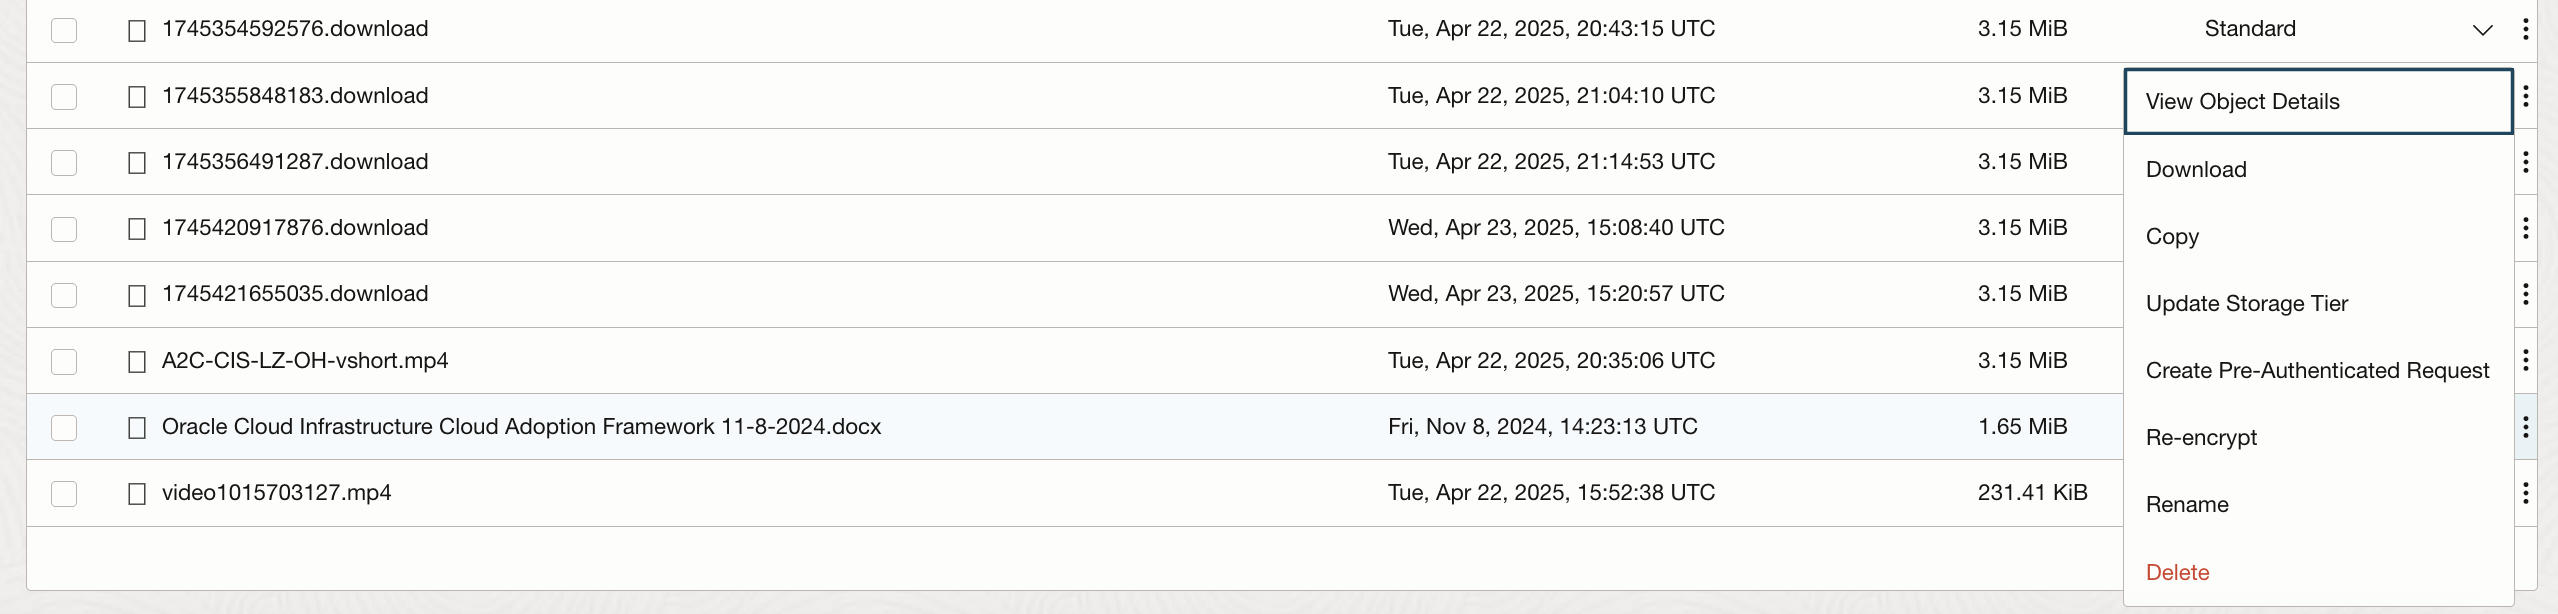 1745354592576.download Tue, Apr 22, 2025, 20:43:15 UTC 3.15 MiB Standard
1745355848183.download Tue, Apr 22, 2025, 21:04:10 UTC 3.15 MiB
View Object Details
1745356491287.download Tue, Apr 22, 2025, 21:14:53 UTC 3.15 MiB
Download
1745420917876.download Wed, Apr 23, 2025, 15:08:40 UTC 3.15 MiB
Copy
1745421655035.download Wed, Apr 23, 2025, 15:20:57 UTC 3.15 MiB
Update Storage Tier
A2C-CIS-LZ-OH-vshort.mp4 Tue, Apr 22, 2025, 20:35:06 UTC 3.15 MiB
Create Pre-Authenticated Request
Oracle Cloud Infrastructure Cloud Adoption Framework 11-8-2024.docx Fri, Nov 8, 2024, 14:23:13 UTC 1.65 MiB
Re-encrypt
video1015703127.mp4 Tue, Apr 22, 2025, 15:52:38 UTC 231.41 KiB
Rename
Delete